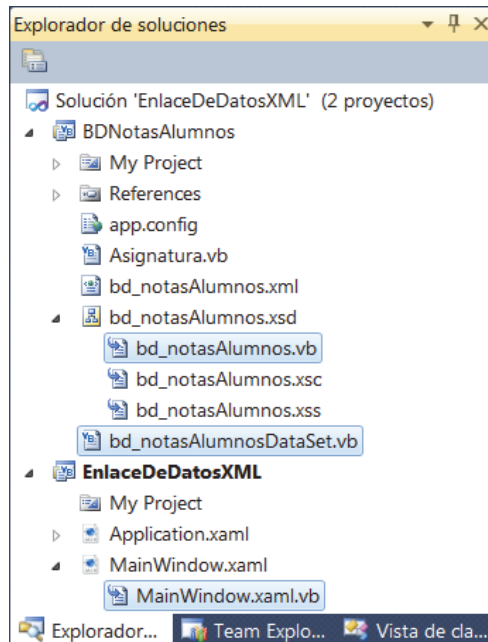 Explorador de soluciones
Solución 'EnlaceDeDatosXML' (2 proyectos)
BDNotasAlumnos
My Project
References
app.config
Asignatura.vb
bd_notasAlumnos.xml
bd_notasAlumnos.xsd
bd_notasAlumnos.vb
bd_notasAlumnos.xsc
bd_notasAlumnos.xss
bd_notasAlumnosDataSet.vb
EnlaceDeDatosXML
My Project
Application.xaml
MainWindow.xaml
MainWindow.xaml.vb
Explorador... Team Explo... Vista de cla...